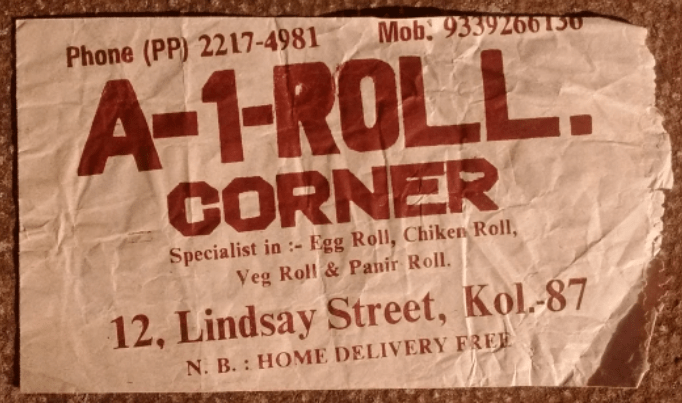 Phone (PP) 2217-4981 Mob: 9339266136
A-1-ROLL.
CORNER
Specialist in :- Egg Roll, Chiken Roll,
Veg Roll & Panir Roll.
12, Lindsay Street, Kol.-87
N. B. : HOME DELIVERY FREE